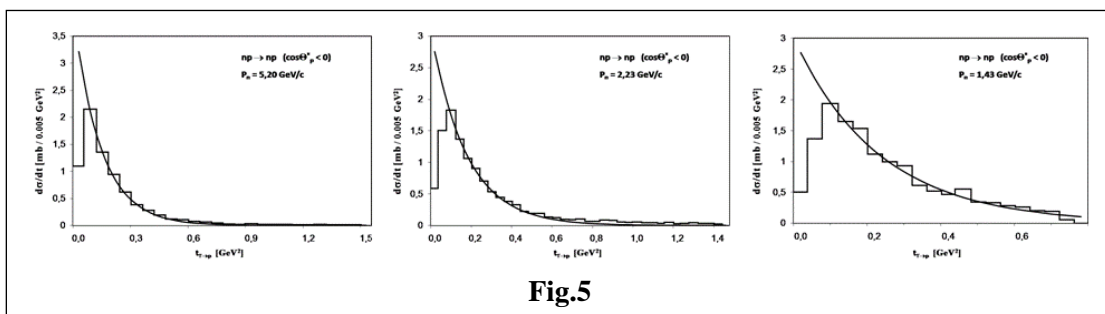 3,5
3
2,5
2
1,5
1
0,5
0
dσ/dt [mb / 0.005 GeV²]
np → np (cosΘ*p < 0)
Pn = 5,20 GeV/c
0,0 0,3 0,6 0,9 1,2 1,5
[GeV²]
3
2,5
2
1,5
1
0,5
0
dσ/dt [mb / 0.005 GeV²]
np → np (cosΘ*p < 0)
Pn = 2,23 GeV/c
0,0 0,2 0,4 0,6 0,8 1,0 1,2 1,4
[GeV²]
3
2,5
2
1,5
1
0,5
0
dσ/dt [mb / 0.005 GeV²]
np → np (cosΘ*p < 0)
Pn = 1,43 GeV/c
0,0 0,2 0,4 0,6
[GeV²]
Fig.5